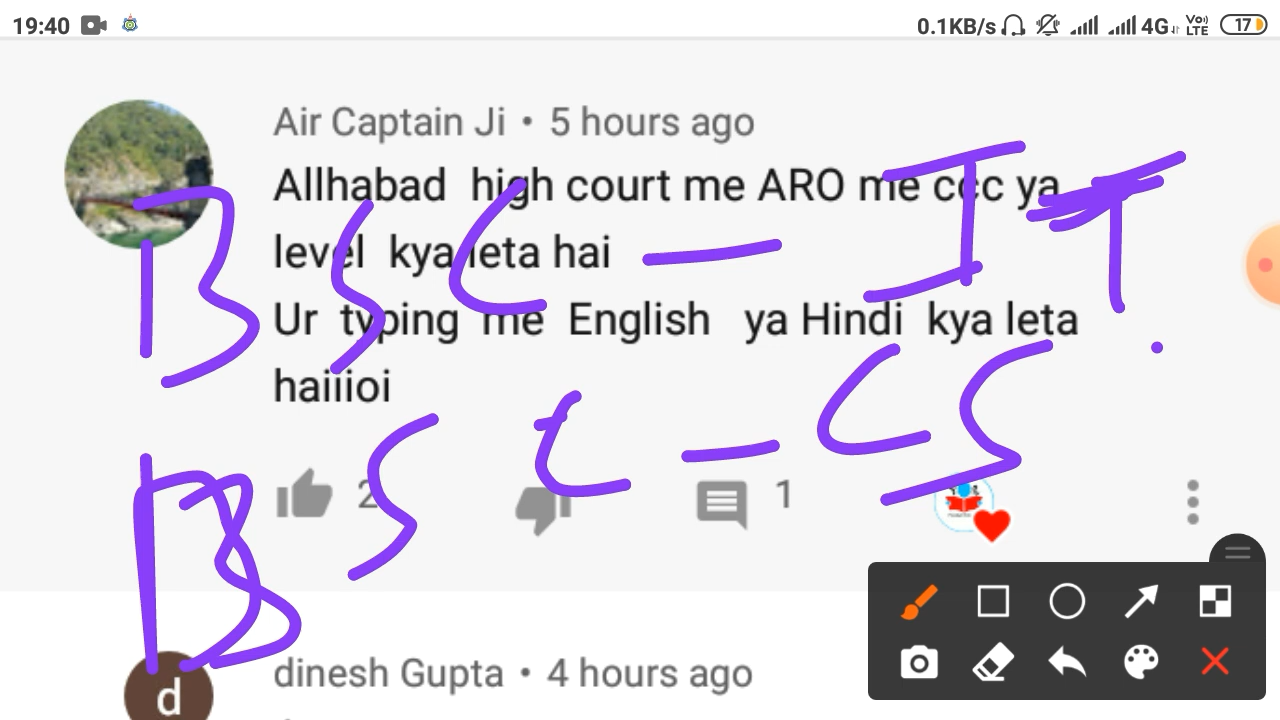 19:40 0.1KB/s 4G VoLTE 17
Air Captain Ji • 5 hours ago
Allhabad high court me ARO me ccc ya
level kya leta hai
Ur typing me English ya Hindi kya leta
haiiioi
BSC - IT
BSC - CS
2 1
dinesh Gupta • 4 hours ago
d